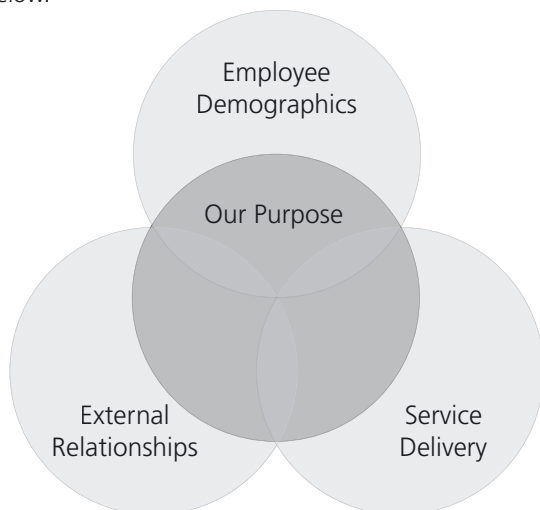 Employee
Demographics
Our Purpose
External
Relationships
Service
Delivery